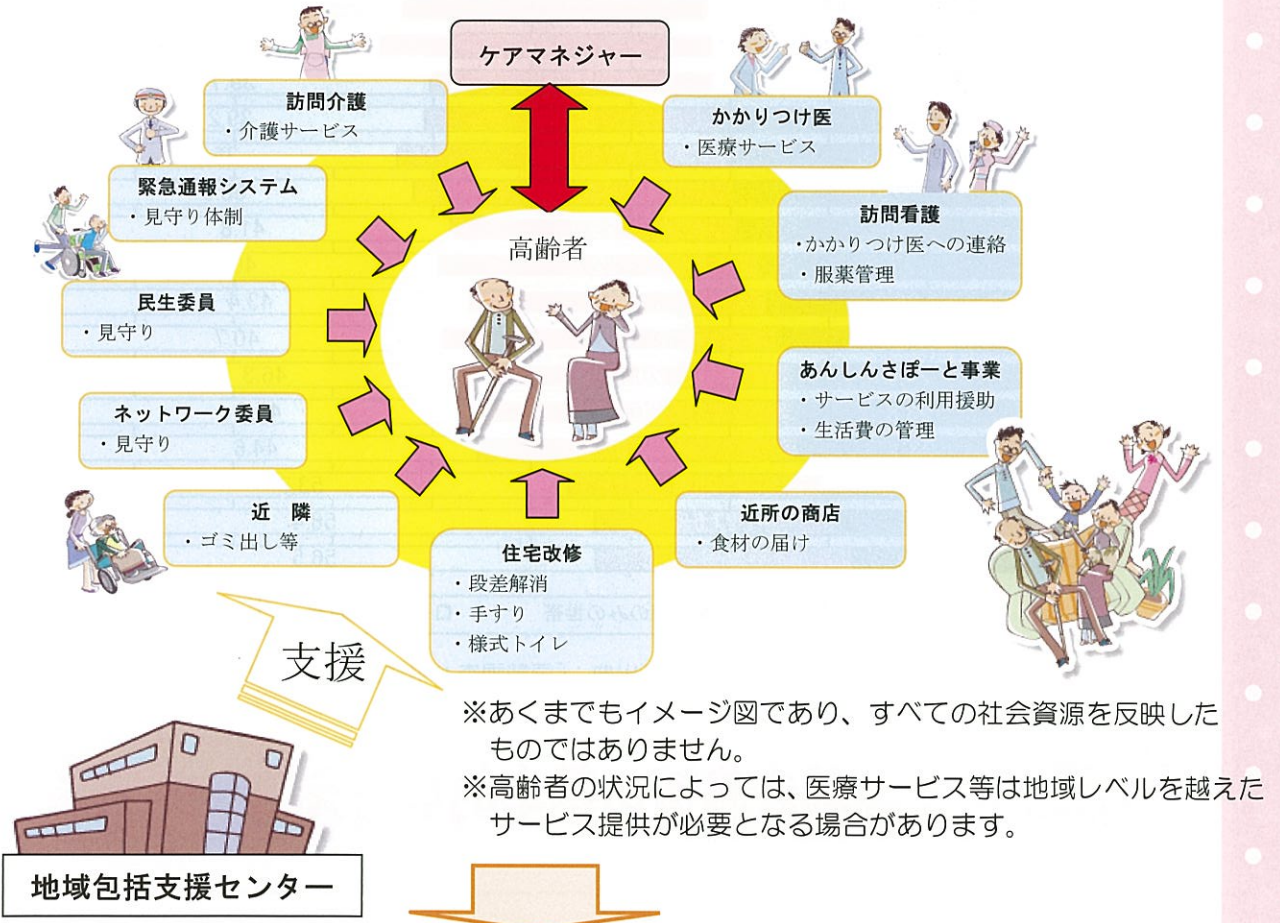 ケアマネジャー
訪問介護
・介護サービス
かかりつけ医
・医療サービス
緊急通報システム
・見守り体制
訪問看護
・かかりつけ医への連絡
・服薬管理
高齢者
民生委員
・見守り
あんしんさぽーと事業
・サービスの利用援助
・生活費の管理
ネットワーク委員
・見守り
近 隣
・ゴミ出し等
近所の商店
・食材の届け
住宅改修
・段差解消
・手すり
・様式トイレ
支援
※あくまでもイメージ図であり、すべての社会資源を反映した
ものではありません。
※高齢者の状況によっては、医療サービス等は地域レベルを越えた
サービス提供が必要となる場合があります。
地域包括支援センター